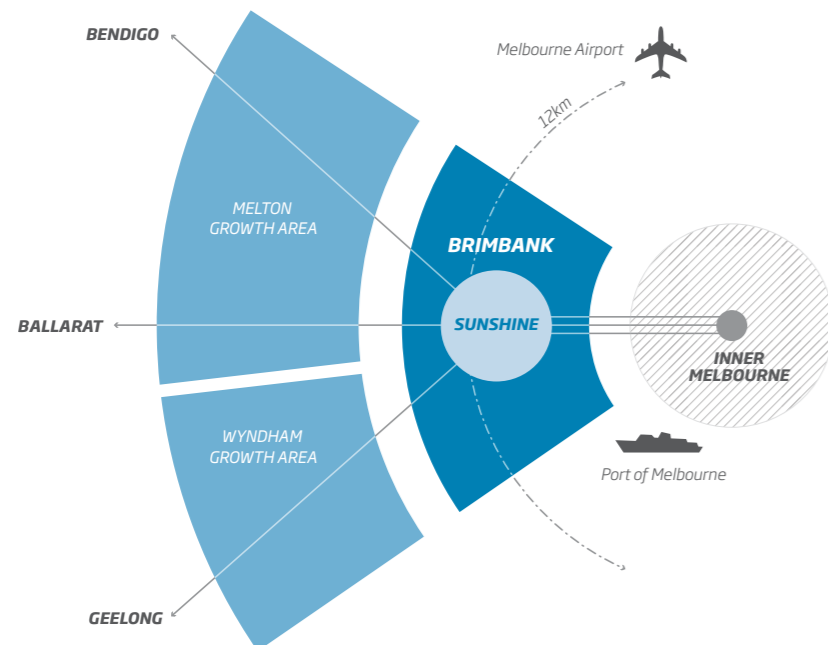 BENDIGO
Melbourne Airport
12km
MELTON
GROWTH AREA
BRIMBANK
BALLARAT
SUNSHINE
INNER
MELBOURNE
WYNDHAM
GROWTH AREA
Port of Melbourne
GEELONG